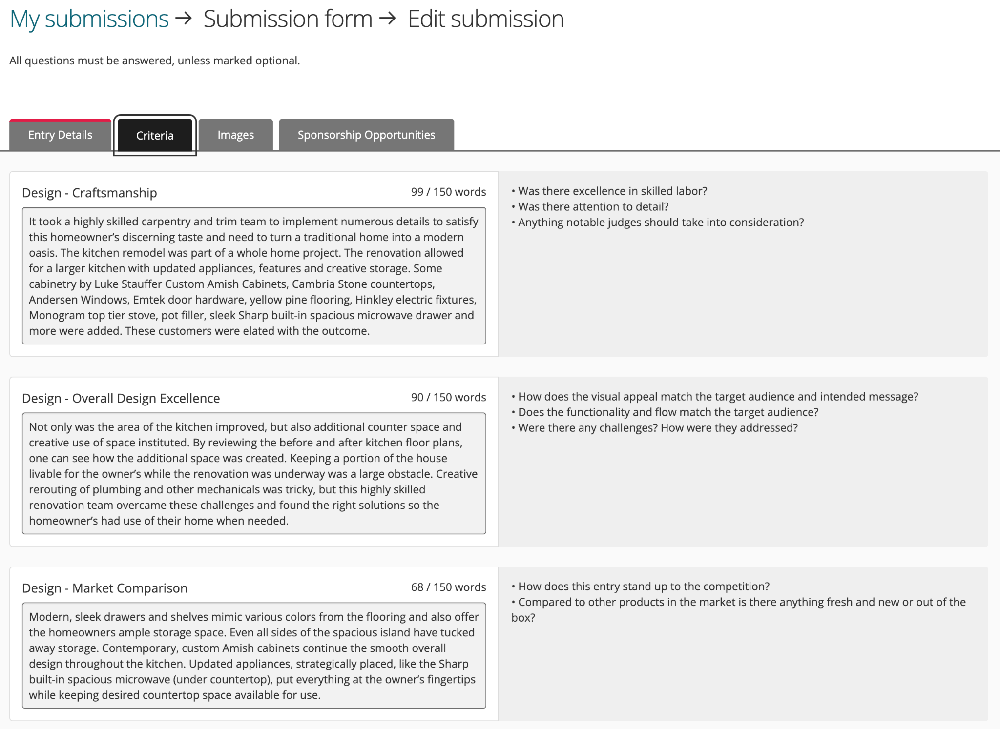 My submissions → Submission form → Edit submission
All questions must be answered, unless marked optional.
Entry Details
Criteria
Images
Sponsorship Opportunities
Design - Craftsmanship
99 / 150 words
It took a highly skilled carpentry and trim team to implement numerous details to satisfy
this homeowner’s discerning taste and need to turn a traditional home into a modern
oasis. The kitchen remodel was part of a whole home project. The renovation allowed
for a larger kitchen with updated appliances, features and creative storage. Some
cabinetry by Luke Stauffer Custom Amish Cabinets, Cambria Stone countertops,
Andersen Windows, Emtek door hardware, yellow pine flooring, Hinkley electric fixtures,
Monogram top tier stove, pot filler, sleek Sharp built-in spacious microwave drawer and
more were added. These customers were elated with the outcome.
• Was there excellence in skilled labor?
• Was there attention to detail?
• Anything notable judges should take into consideration?
Design - Overall Design Excellence
90 / 150 words
Not only was the area of the kitchen improved, but also additional counter space and
creative use of space instituted. By reviewing the before and after kitchen floor plans,
one can see how the additional space was created. Keeping a portion of the house
livable for the owner’s while the renovation was underway was a large obstacle. Creative
rerouting of plumbing and other mechanicals was tricky, but this highly skilled
renovation team overcame these challenges and found the right solutions so the
homeowner’s had use of their home when needed.
• How does the visual appeal match the target audience and intended message?
• Does the functionality and flow match the target audience?
• Were there any challenges? How were they addressed?
Design - Market Comparison
68 / 150 words
Modern, sleek drawers and shelves mimic various colors from the flooring and also offer
the homeowners ample storage space. Even all sides of the spacious island have tucked
away storage. Contemporary, custom Amish cabinets continue the smooth overall
design throughout the kitchen. Updated appliances, strategically placed, like the Sharp
built-in spacious microwave (under countertop), put everything at the owner’s fingertips
while keeping desired countertop space available for use.
• How does this entry stand up to the competition?
• Compared to other products in the market is there anything fresh and new or out of the
box?